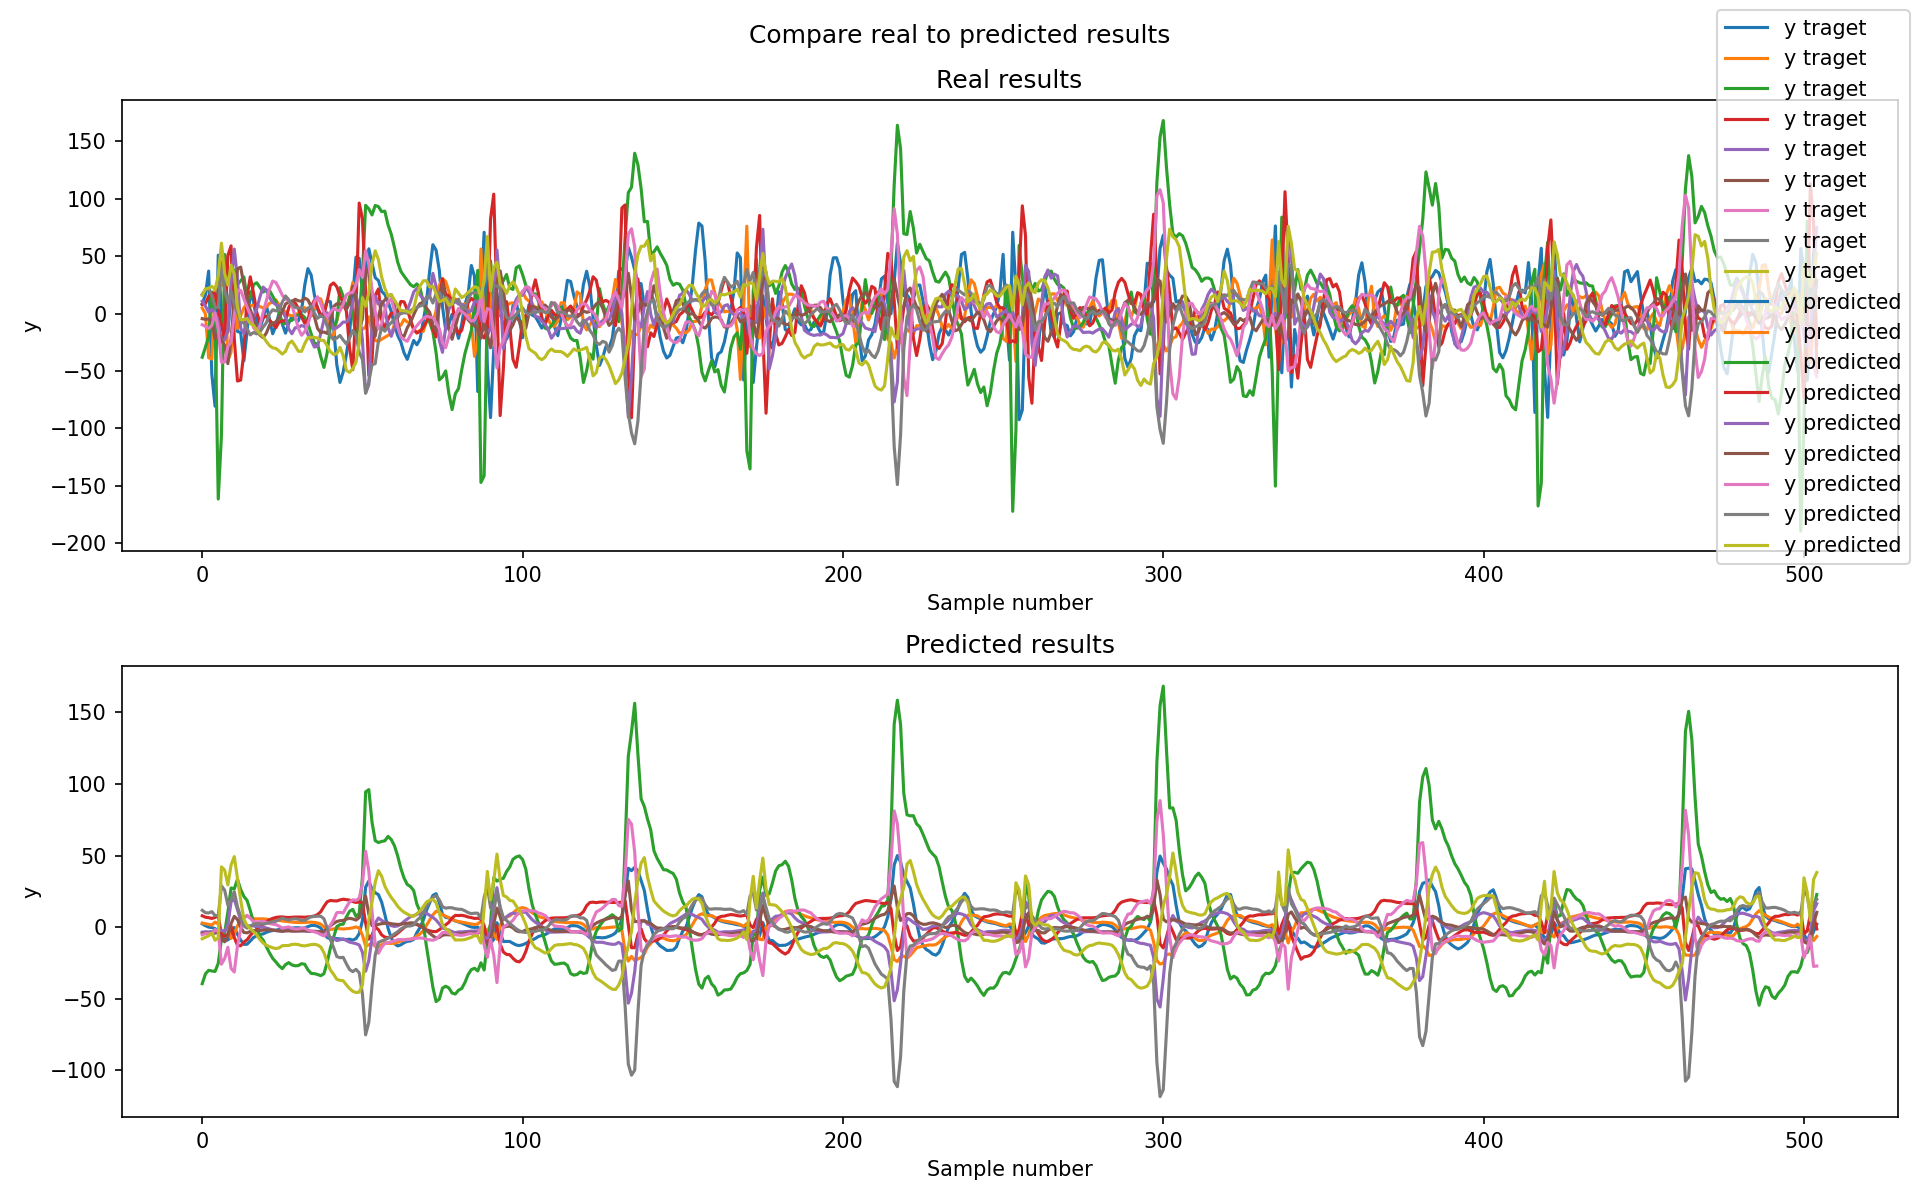 Compare real to predicted results
Real results
y traget
y traget
y traget
y traget
y traget
y traget
y traget
y traget
y traget
y predicted
y predicted
y predicted
y predicted
y predicted
y predicted
y predicted
y predicted
y predicted
150
100
50
0
−50
−100
−150
−200
y
0 100 200 300 400 500
Sample number
Predicted results
150
100
50
0
−50
−100
y
0 100 200 300 400 500
Sample number